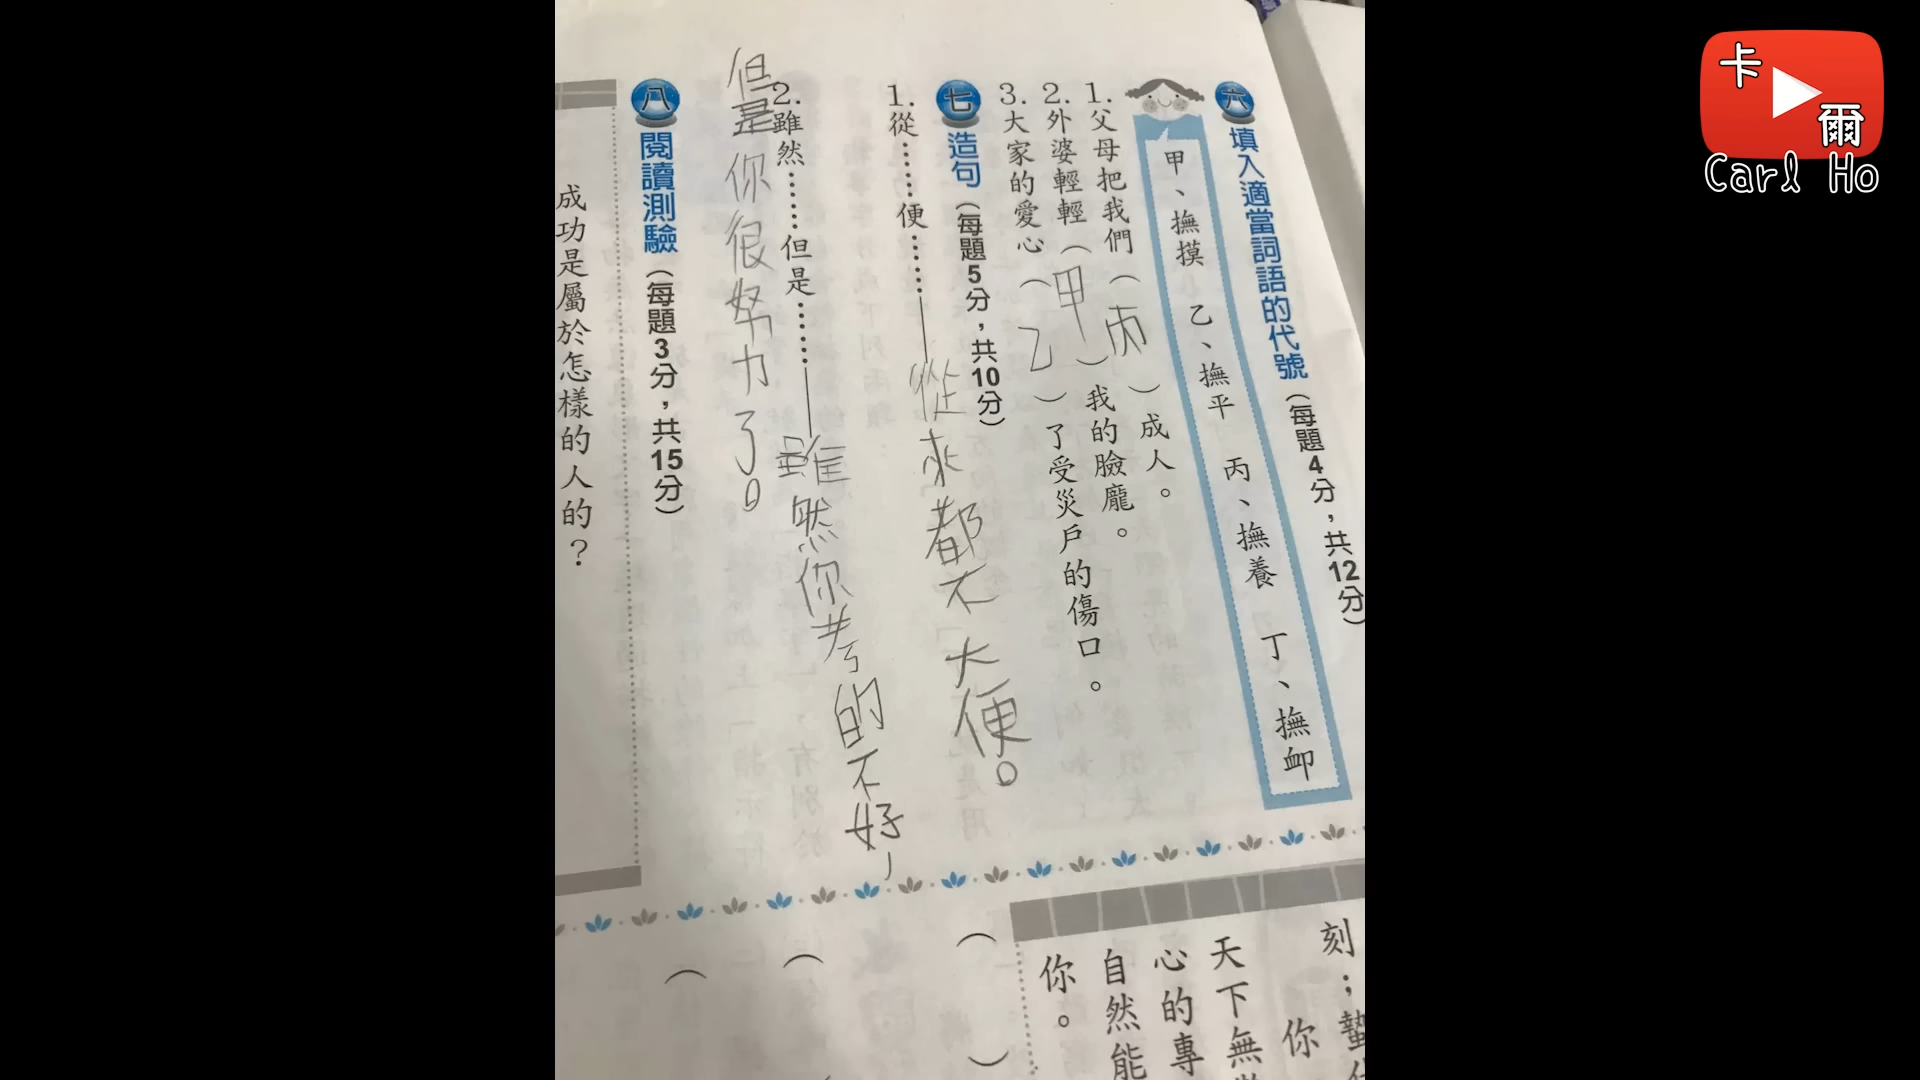 六 填入適當詞語的代號（每題4分，共12分）
甲、撫摸 乙、撫平 丙、撫養 丁、撫卹
1.父母把我們（丙）成人。
2.外婆輕輕（甲）我的臉龐。
3.大家的愛心（乙）了受災戶的傷口。
七 造句（每題5分，共10分）
1.從……便……——從來都不大便。
2.雖然……但是……——雖然你考的不好，
但是你很努力了。
八 閱讀測驗（每題3分，共15分）
成功是屬於怎樣的人的？
刻；蟄
你
天下無
心的專
自然能
你。
（
（
（ ）
卡爾
Carl Ho